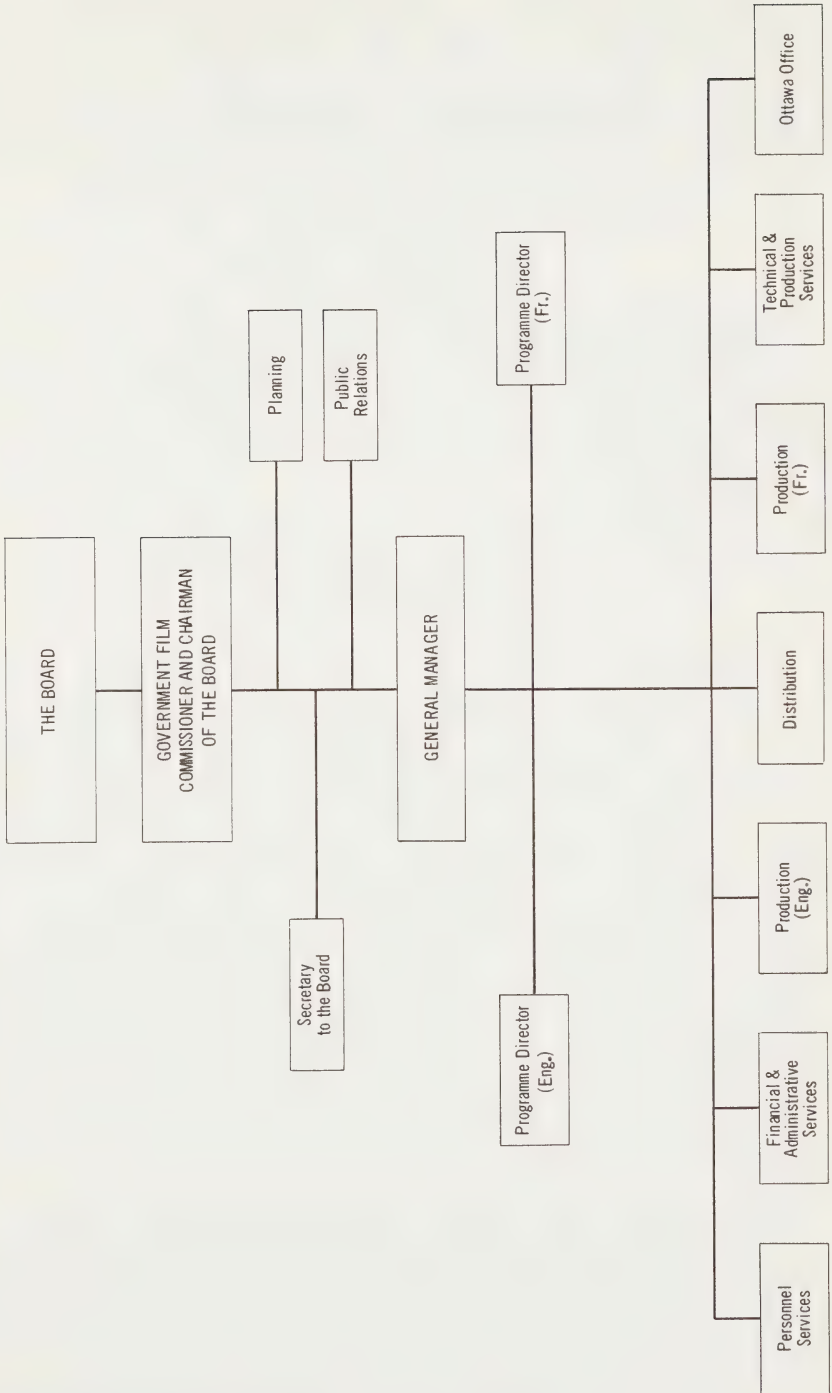 THE BOARD
GOVERNMENT FILM
COMMISSIONER AND CHAIRMAN
OF THE BOARD
Planning
Secretary
to the Board
Public
Relations
GENERAL MANAGER
Programme Director
(Eng.)
Programme Director
(Fr.)
Personnel
Services
Financial &
Administrative
Services
Production
(Eng.)
Distribution
Production
(Fr.)
Technical &
Production
Services
Ottawa Office